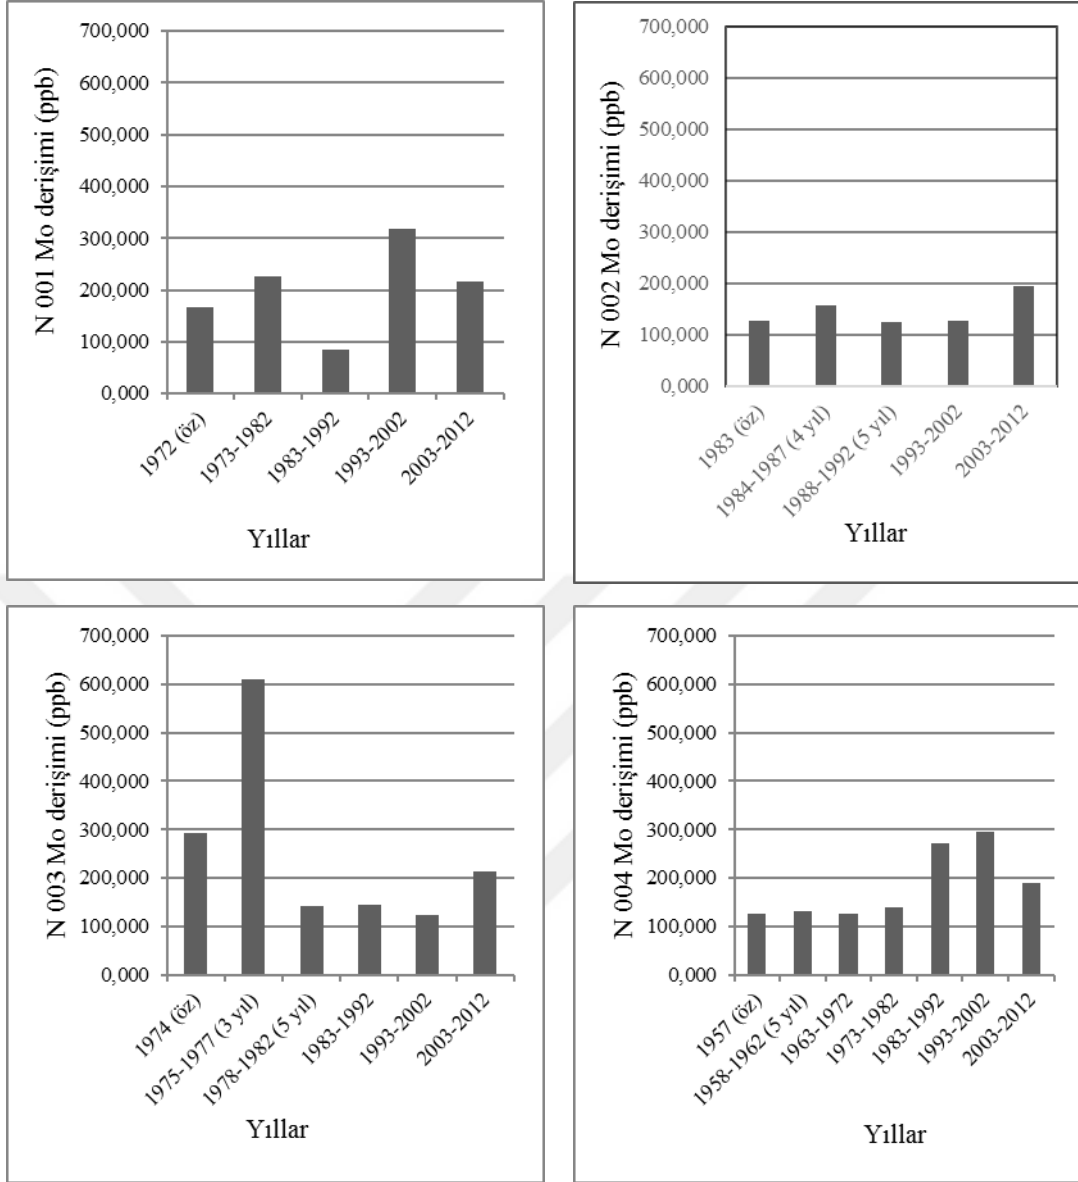 N 001 Mo derişimi (ppb)
700,000
600,000
500,000
400,000
300,000
200,000
100,000
0,000
1972 (öz)
1973-1982
1983-1992
1993-2002
2003-2012
Yıllar
N 002 Mo derişimi (ppb)
700,000
600,000
500,000
400,000
300,000
200,000
100,000
0,000
1983 (öz)
1984-1987 (4 yıl)
1988-1992 (5 yıl)
1993-2002
2003-2012
Yıllar
N 003 Mo derişimi (ppb)
700,000
600,000
500,000
400,000
300,000
200,000
100,000
0,000
1974 (öz)
1975-1977 (3 yıl)
1978-1982 (5 yıl)
1983-1992
1993-2002
2003-2012
Yıllar
N 004 Mo derişimi (ppb)
700,000
600,000
500,000
400,000
300,000
200,000
100,000
0,000
1957 (öz)
1958-1962 (5 yıl)
1963-1972
1973-1982
1983-1992
1993-2002
2003-2012
Yıllar